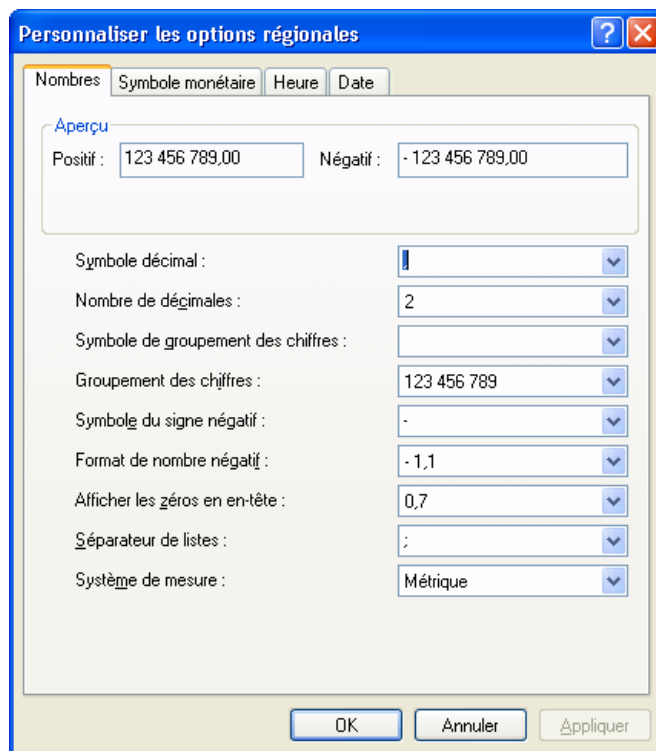 Personnaliser les options régionales
Nombres Symbole monétaire Heure Date
Aperçu
Positif : 123 456 789,00 Négatif : - 123 456 789,00
Symbole décimal : ,
Nombre de décimales : 2
Symbole de groupement des chiffres :
Groupement des chiffres : 123 456 789
Symbole du signe négatif : -
Format de nombre négatif : - 1,1
Afficher les zéros en en-tête : 0,7
Séparateur de listes : ;
Système de mesure : Métrique
OK Annuler Appliquer